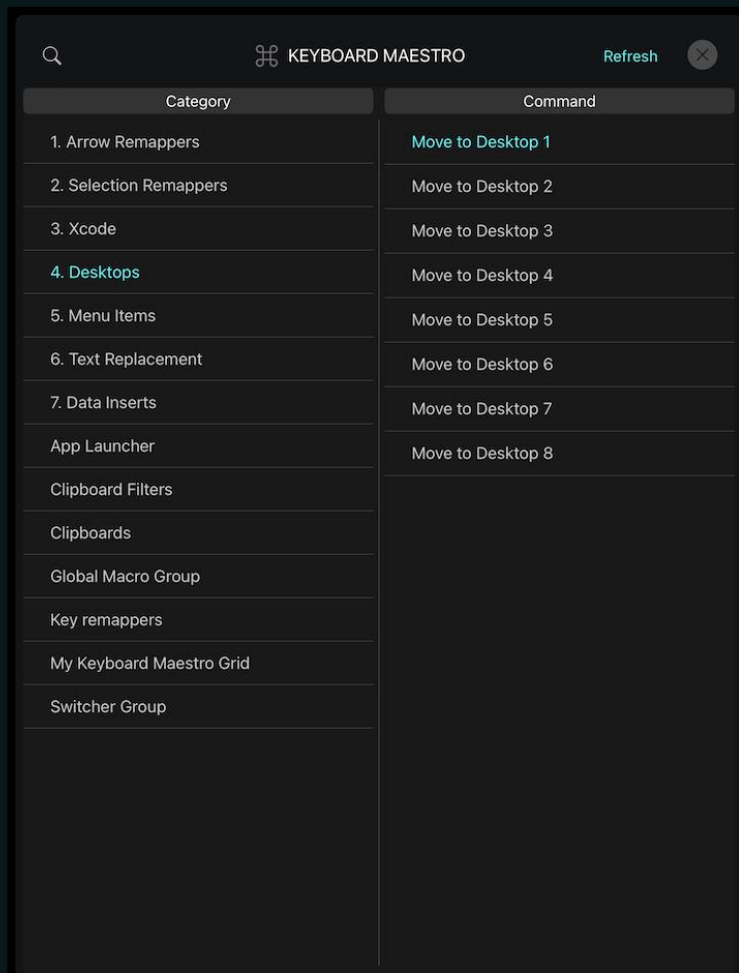 KEYBOARD MAESTRO
Refresh
Category
1. Arrow Remappers
2. Selection Remappers
3. Xcode
4. Desktops
5. Menu Items
6. Text Replacement
7. Data Inserts
App Launcher
Clipboard Filters
Clipboards
Global Macro Group
Key remappers
My Keyboard Maestro Grid
Switcher Group
Command
Move to Desktop 1
Move to Desktop 2
Move to Desktop 3
Move to Desktop 4
Move to Desktop 5
Move to Desktop 6
Move to Desktop 7
Move to Desktop 8